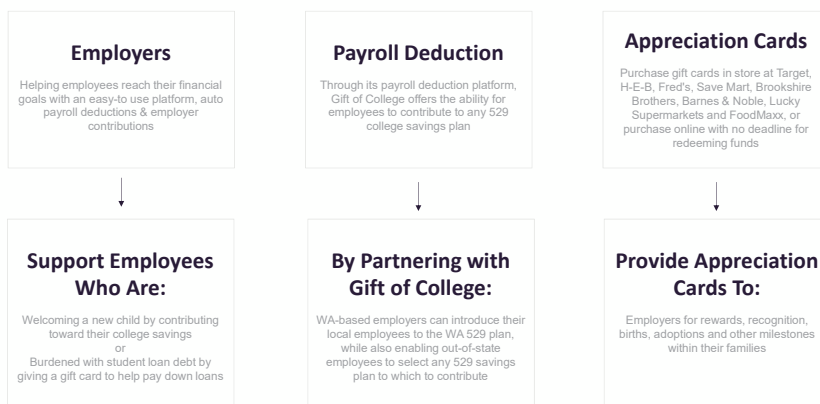 Employers
Helping employees reach their financial
goals with an easy-to use platform, auto
payroll deductions & employer
contributions
Payroll Deduction
Through its payroll deduction platform,
Gift of College offers the ability for
employees to contribute to any 529
college savings plan
Appreciation Cards
Purchase gift cards in store at Target,
H-E-B, Fred's, Save Mart, Brookshire
Brothers, Barnes & Noble, Lucky
Supermarkets and FoodMaxx, or
purchase online with no deadline for
redeeming funds
Support Employees
Who Are:
Welcoming a new child by contributing
toward their college savings
or
Burdened with student loan debt by
giving a gift card to help pay down loans
By Partnering with
Gift of College:
WA-based employers can introduce their
local employees to the WA 529 plan,
while also enabling out-of-state
employees to select any 529 savings
plan to which to contribute
Provide Appreciation
Cards To:
Employers for rewards, recognition,
births, adoptions and other milestones
within their families